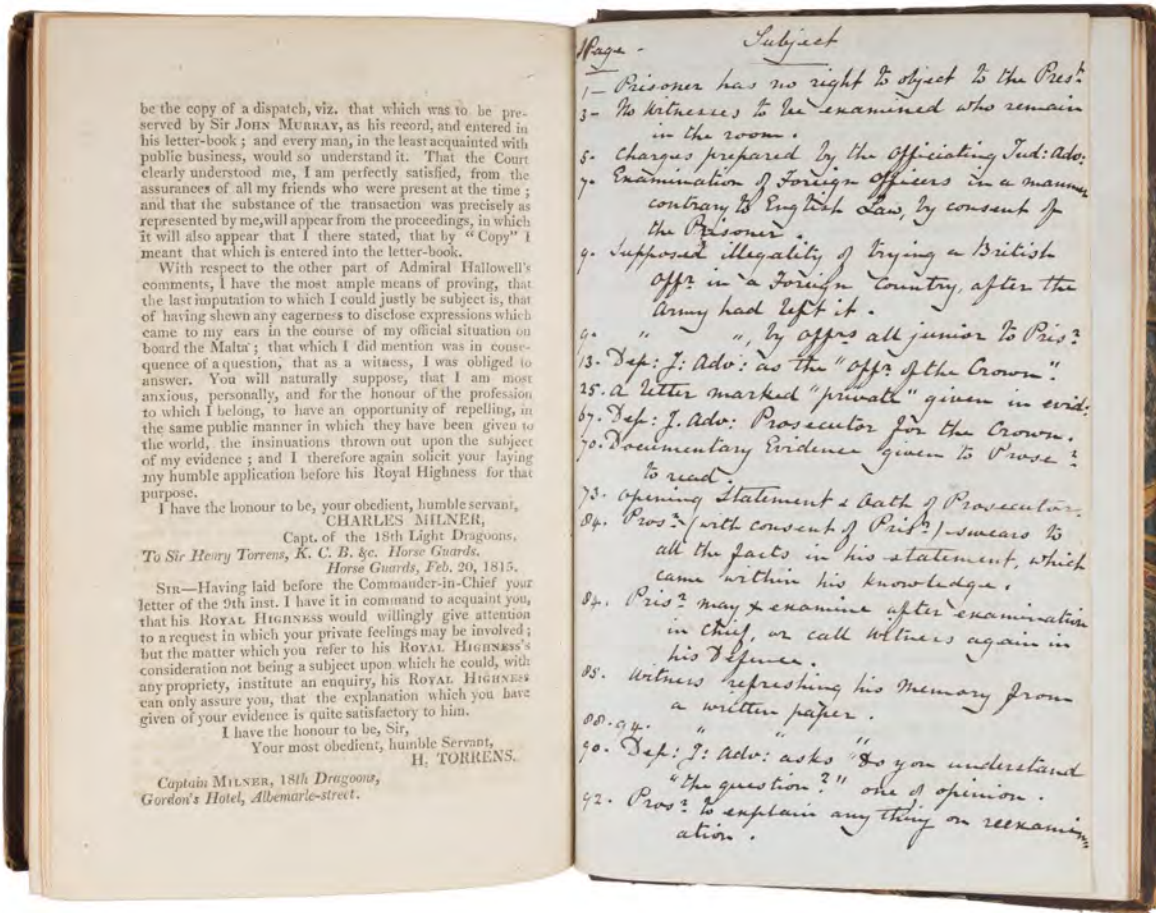 be the copy of a dispatch, viz. that which was to be pre-
served by Sir JOHN MURRAY, as his record, and entered in
his letter-book ; and every man, in the least acquainted with
public business, would so understand it. That the Court
clearly understood me, I am perfectly satisfied, from the
assurances of all my friends who were present at the time ;
and that the substance of the transaction was precisely as
represented by me, will appear from the proceedings, in which
it will also appear that I there stated, that by “ Copy” I
meant that which is entered into the letter-book.
With respect to the other part of Admiral Hallowell's
comments, I have the most ample means of proving, that
the last imputation to which I could justly be subject is, that
of having shewn any eagerness to disclose expressions which
came to my ears in the course of my official situation on
board the Malta ; that which I did mention was in conse-
quence of a question, that as a witness, I was obliged to
answer. You will naturally suppose, that I am most
anxious, personally, and for the honour of the profession
to which I belong, to have an opportunity of repelling, in
the same public manner in which they have been given to
the world, the insinuations thrown out upon the subject
of my evidence ; and I therefore again solicit your laying
my humble application before his Royal Highness for that
purpose.
I have the honour to be, your obedient, humble servant,
CHARLES MILNER,
Capt. of the 18th Light Dragoons.
To Sir Henry Torrens, K. C. B. &c. Horse Guards.
Horse Guards, Feb. 20, 1815.
SIR—Having laid before the Commander-in-Chief your
letter of the 9th inst. I have it in command to acquaint you,
that his ROYAL HIGHNESS would willingly give attention
to a request in which your private feelings may be involved ;
but the matter which you refer to his ROYAL HIGHNESS's
consideration not being a subject upon which he could, with
any propriety, institute an enquiry, his ROYAL HIGHNESS
can only assure you, that the explanation which you have
given of your evidence is quite satisfactory to him.
I have the honour to be, Sir,
Your most obedient, humble Servant,
H. TORRENS.
Captain MILNER, 18th Dragoons,
Gordon's Hotel, Albemarle-street.
Page - Subject
1 - Prisoner has no right to object to the Prest.
3 - No Witnesses to be examined who remain
in the room.
5. Charges prepared by the Officiating Jud: Adv:
7. Examination of Foreign Officers in a manner
contrary to English Law, by consent of
the Prisoner.
9. Supposed illegality of trying a British
Offr. in a Foreign Country, after the
Army had left it.
9. " ", by offrs all junior to Prisr.
13. Dep: J: Adv: as the "Offr. of the Crown".
25. A letter marked "private" given in evid:
67. Dep: J. Adv: Prosecutor for the Crown.
70. Documentary Evidence given to Prosr.
to read.
73. Opening Statement & Oath of Prosecutor.
84. Prosr. (with consent of Prisr.) swears to
all the facts in his statement, which
came within his knowledge.
84. Prisr. may x examine after examination
in chief, or call witness again in
his Defence.
85. Witness refreshing his memory from
a written paper.
88. 94. " "
90. Dep: J: Adv: asks "Do you understand
"the question?" one of opinion.
92. Prosr. to explain any thing on reexamin-
ation.